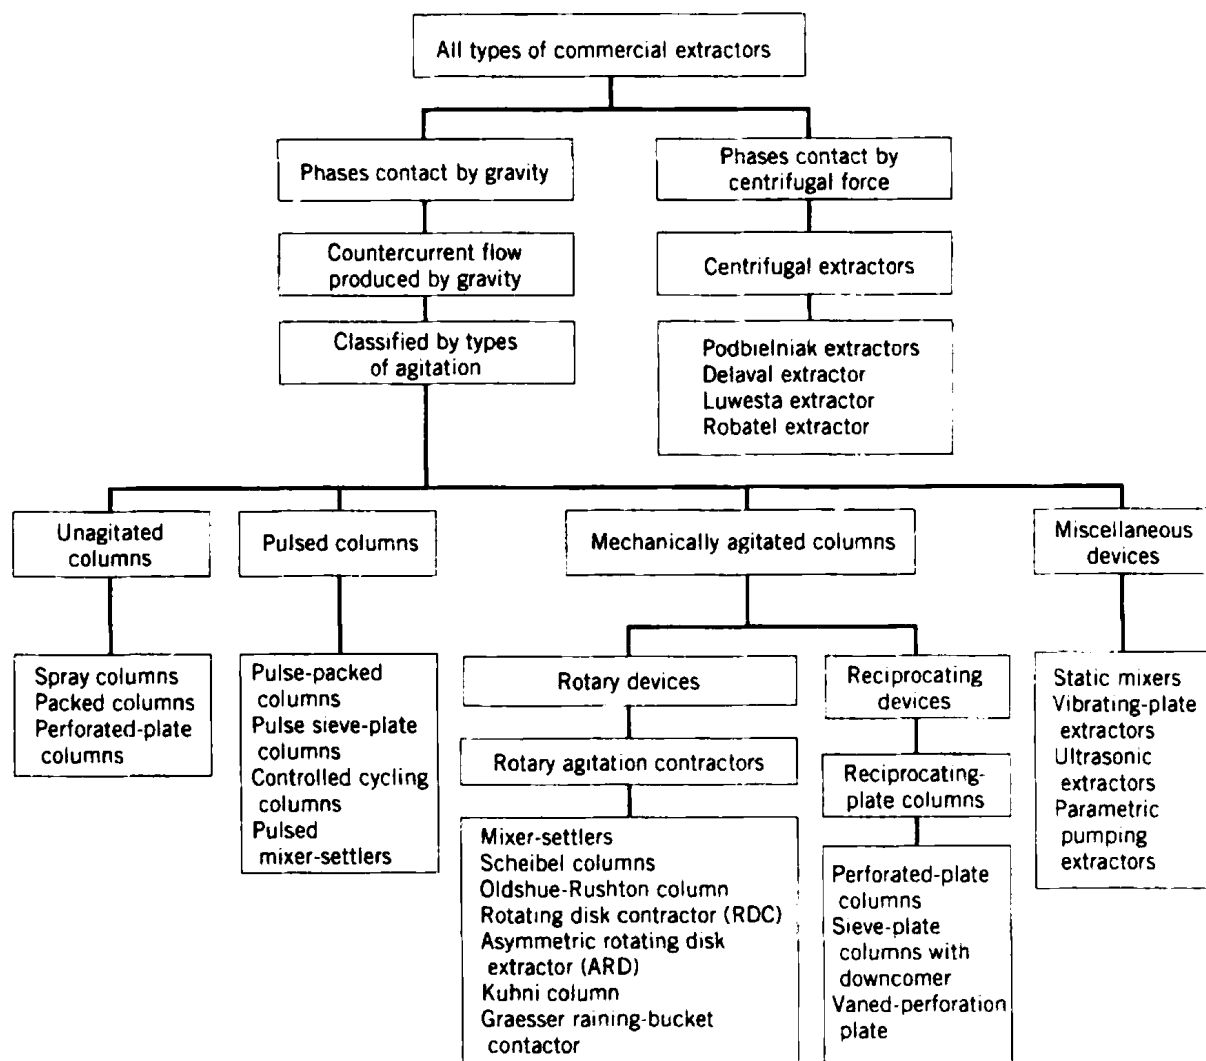 All types of commercial extractors
Phases contact by gravity
Phases contact by
centrifugal force
Countercurrent flow
produced by gravity
Centrifugal extractors
Classified by types
of agitation
Podbielniak extractors
Delaval extractor
Luwesta extractor
Robatel extractor
Unagitated
columns
Pulsed columns
Mechanically agitated columns
Miscellaneous
devices
Spray columns
Packed columns
Perforated-plate
columns
Pulse-packed
columns
Pulse sieve-plate
columns
Controlled cycling
columns
Pulsed
mixer-settlers
Rotary devices
Rotary agitation contractors
Mixer-settlers
Scheibel columns
Oldshue-Rushton column
Rotating disk contractor (RDC)
Asymmetric rotating disk
extractor (ARD)
Kuhni column
Graesser raining-bucket
contactor
Reciprocating
devices
Reciprocating-
plate columns
Perforated-plate
columns
Sieve-plate
columns with
downcomer
Vaned-perforation
plate
Static mixers
Vibrating-plate
extractors
Ultrasonic
extractors
Parametric
pumping
extractors